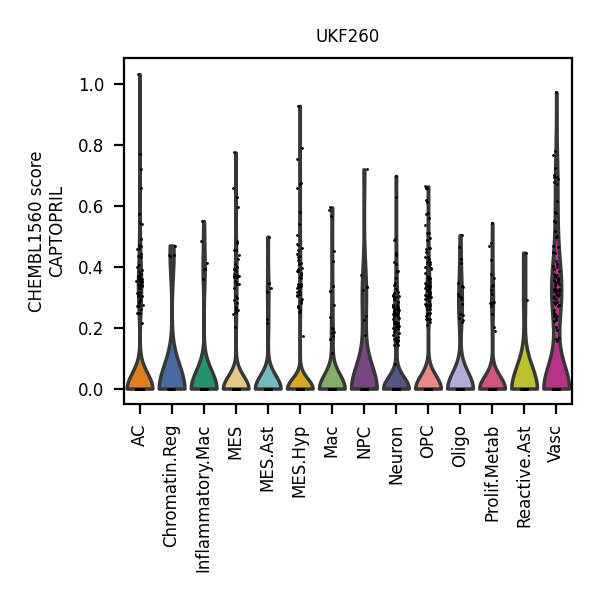 UKF260
CHEMBL1560 score
CAPTOPRIL
1.0
0.8
0.6
0.4
0.2
0.0
AC
Chromatin.Reg
Inflammatory.Mac
MES
MES.Ast
MES.Hyp
Mac
NPC
Neuron
OPC
Oligo
Prolif.Metab
Reactive.Ast
Vasc